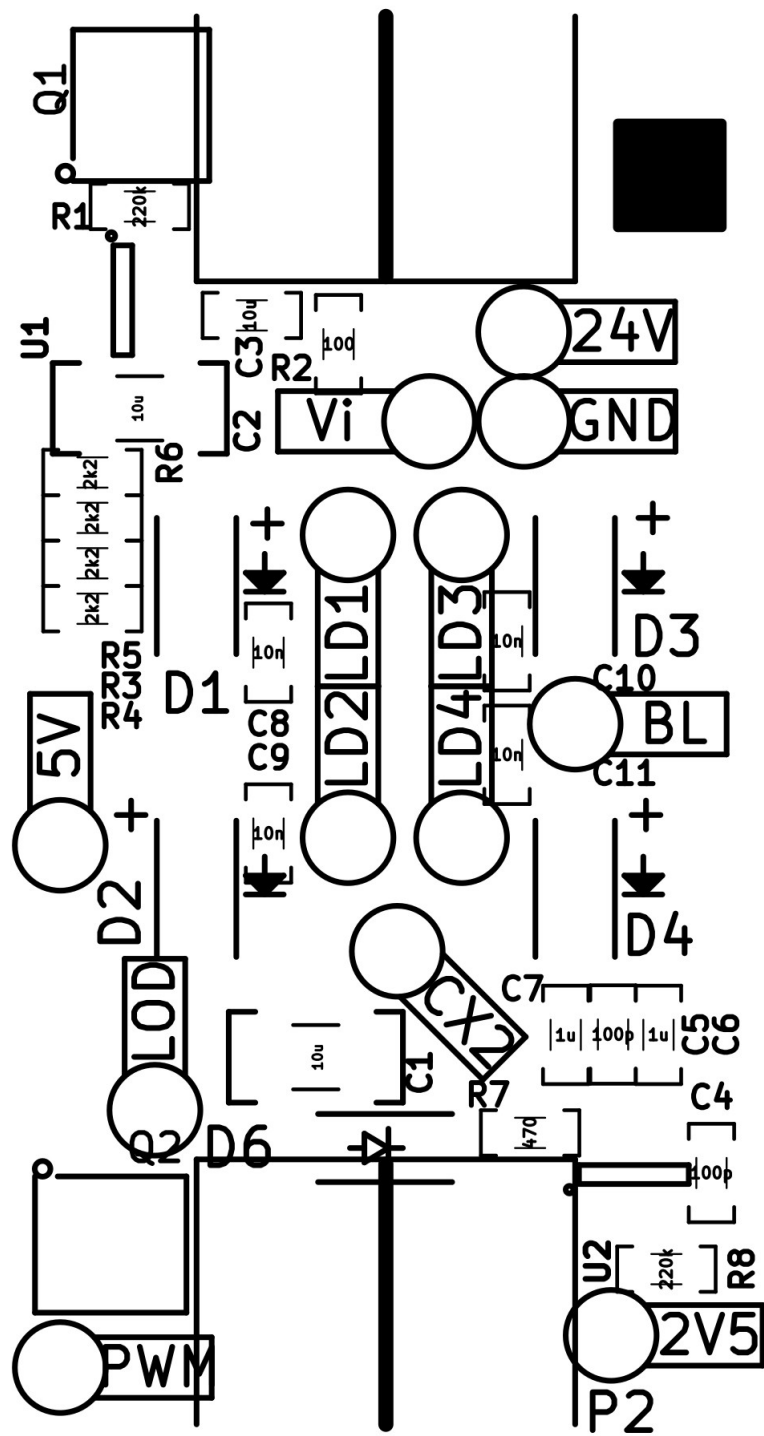 Q1
R1
220k
U1
10u
C3
100
R2
24V
10u
C2
Vi
GND
R6
2k2
2k2
2k2
2k2
+
+
LD1
LD3
10n
10n
D3
R5
R3
R4
D1
C8
C9
C10
C11
5V
LD2
LD4
10n
BL
10n
+
+
D2
D4
LOD
CX2
C7
1u
100p
1u
C5
C6
10u
C1
R7
470
C4
100p
Q2
D6
U2
220k
R8
PWM
2V5
P2